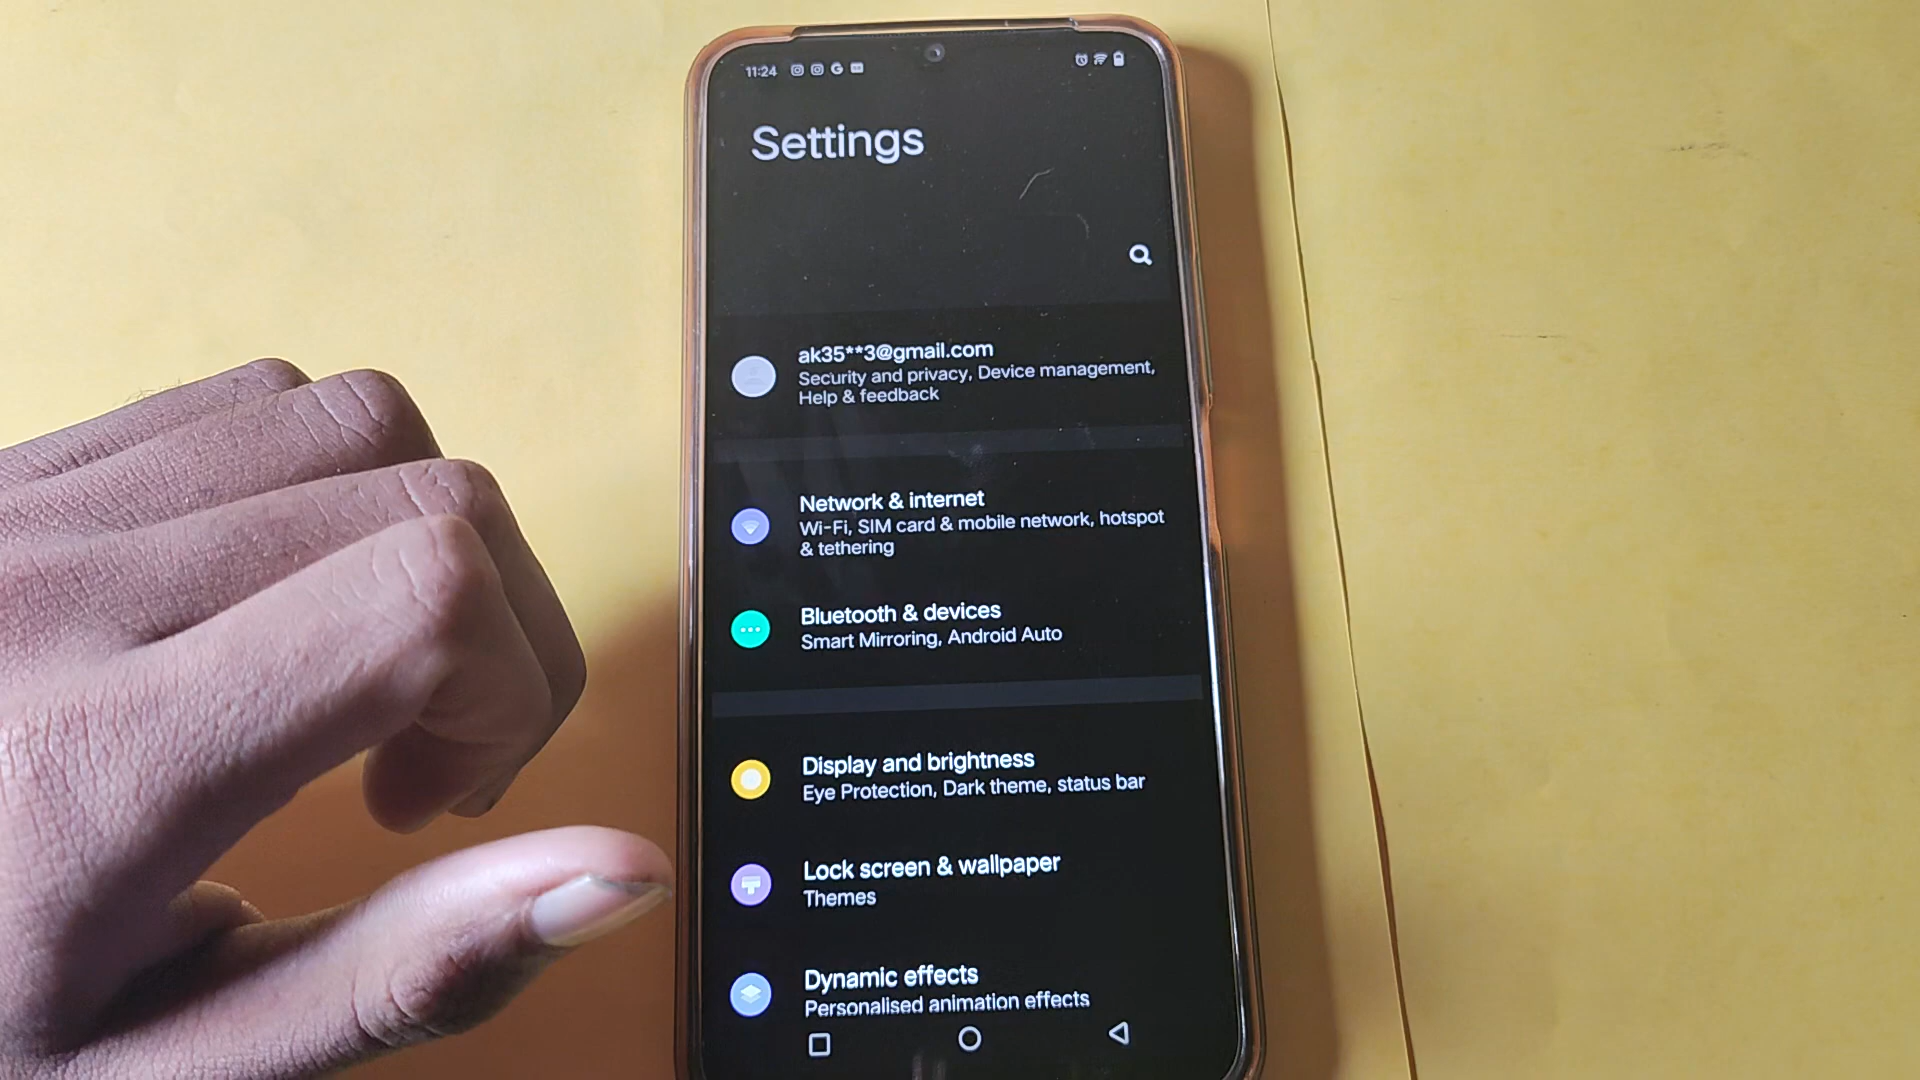 11:24
Settings
ak35**3@gmail.com
Security and privacy, Device management,
Help & feedback
Network & internet
Wi-Fi, SIM card & mobile network, hotspot
& tethering
Bluetooth & devices
Smart Mirroring, Android Auto
Display and brightness
Eye Protection, Dark theme, status bar
Lock screen & wallpaper
Themes
Dynamic effects
Personalised animation effects